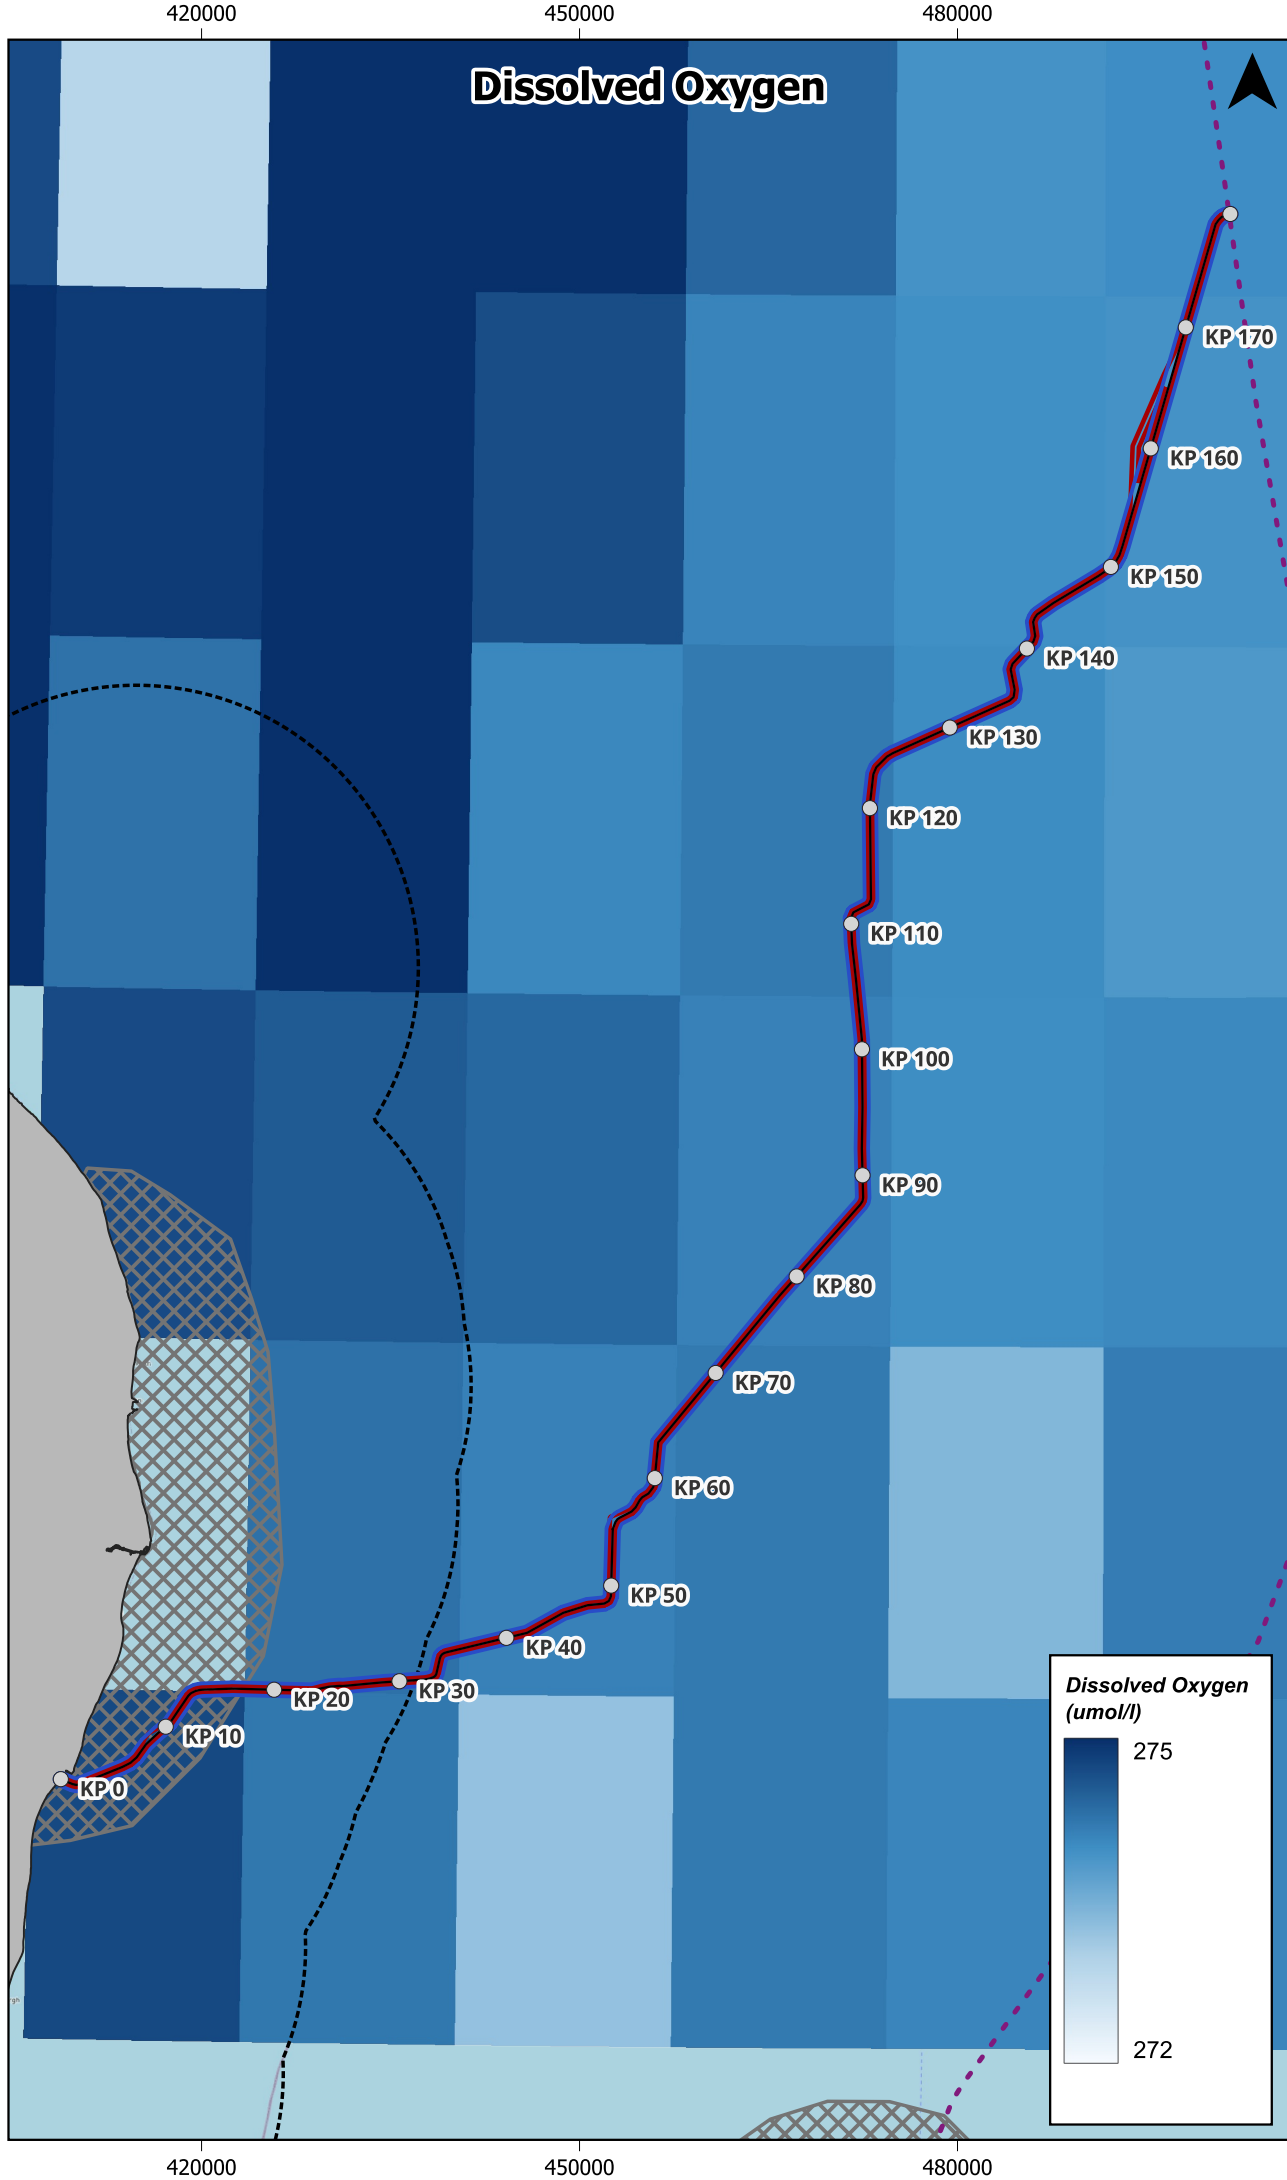 420000
450000
480000
Dissolved Oxygen
KP 170
KP 160
KP 150
KP 140
KP 130
KP 120
KP 110
KP 100
KP 90
KP 80
KP 70
KP 60
KP 50
KP 40
KP 30
KP 20
KP 10
KP 0
Dissolved Oxygen
(umol/l)
275
272
420000
450000
480000